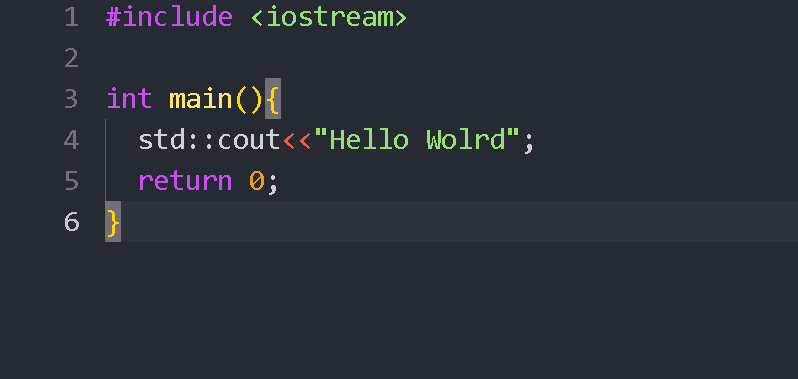 1 #include <iostream>
2
3 int main(){
4 std::cout<<"Hello Wolrd";
5 return 0;
6 }